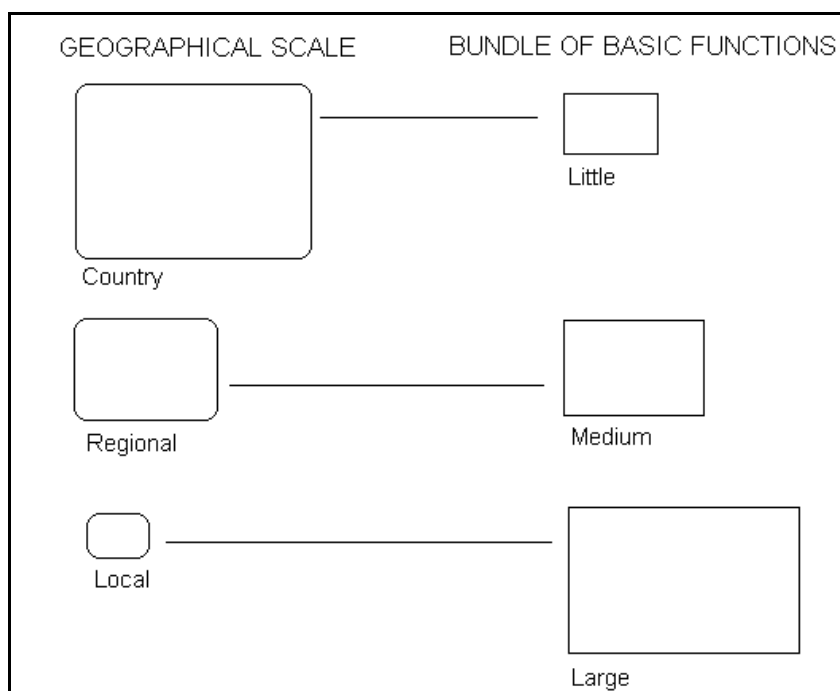 GEOGRAPHICAL SCALE
BUNDLE OF BASIC FUNCTIONS
Country
Little
Regional
Medium
Local
Large